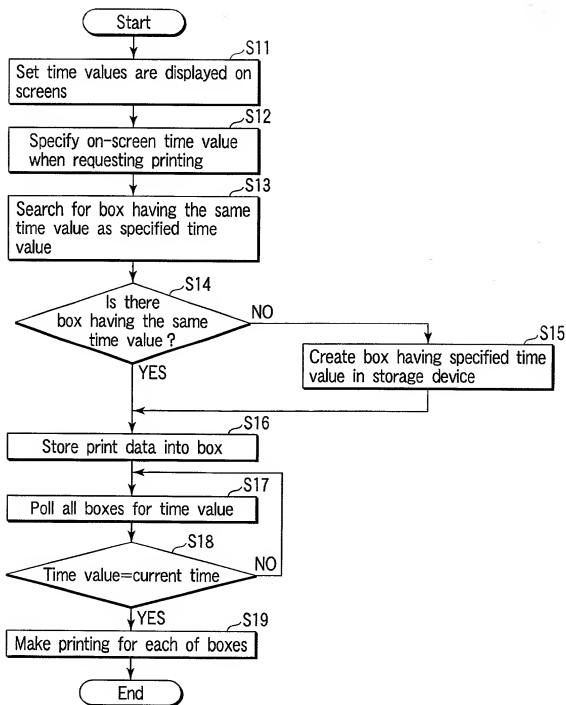 Start
S11
Set time values are displayed on
screens
S12
Specify on-screen time value
when requesting printing
S13
Search for box having the same
time value as specified time
value
S14
Is there
box having the same
time value ?
NO
YES
S15
Create box having specified time
value in storage device
S16
Store print data into box
S17
Poll all boxes for time value
S18
Time value=current time
NO
YES
S19
Make printing for each of boxes
End